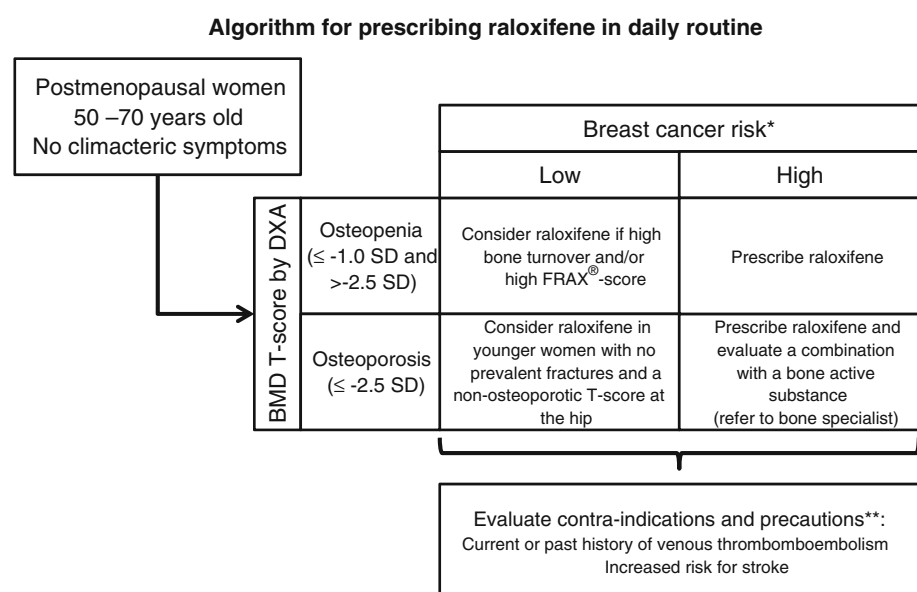 Algorithm for prescribing raloxifene in daily routine
Postmenopausal women
50 –70 years old
No climacteric symptoms
Breast cancer risk*
Low
High
BMD T-score by DXA
Osteopenia
(≤ -1.0 SD and
>-2.5 SD)
Consider raloxifene if high
bone turnover and/or
high FRAX®-score
Prescribe raloxifene
Osteoporosis
(≤ -2.5 SD)
Consider raloxifene in
younger women with no
prevalent fractures and a
non-osteoporotic T-score at
the hip
Prescribe raloxifene and
evaluate a combination
with a bone active
substance
(refer to bone specialist)
Evaluate contra-indications and precautions**:
Current or past history of venous thrombomboembolism
Increased risk for stroke